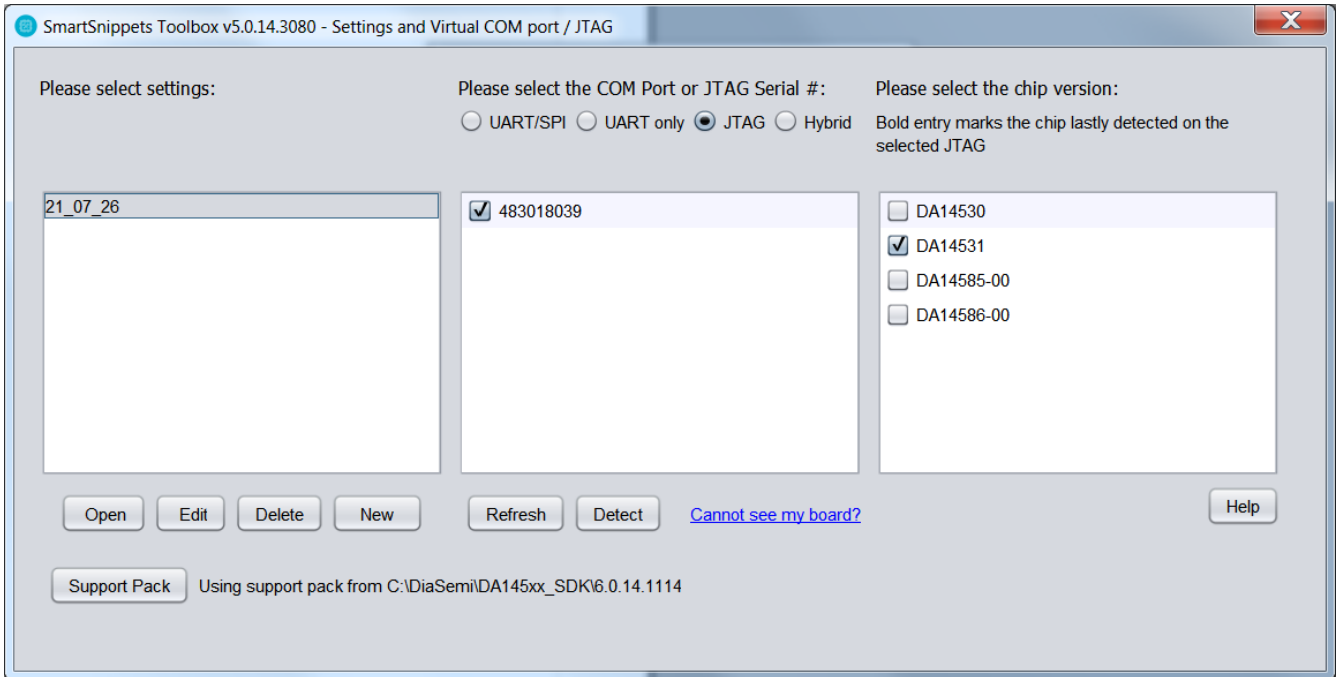 SmartSnippets Toolbox v5.0.14.3080 - Settings and Virtual COM port / JTAG
Please select settings:
21_07_26
Open Edit Delete New
Please select the COM Port or JTAG Serial #:
UART/SPI UART only JTAG Hybrid
483018039
Refresh Detect Cannot see my board?
Please select the chip version:
Bold entry marks the chip lastly detected on the
selected JTAG
DA14530
DA14531
DA14585-00
DA14586-00
Help
Support Pack Using support pack from C:\DiaSemi\DA145xx_SDK\6.0.14.1114